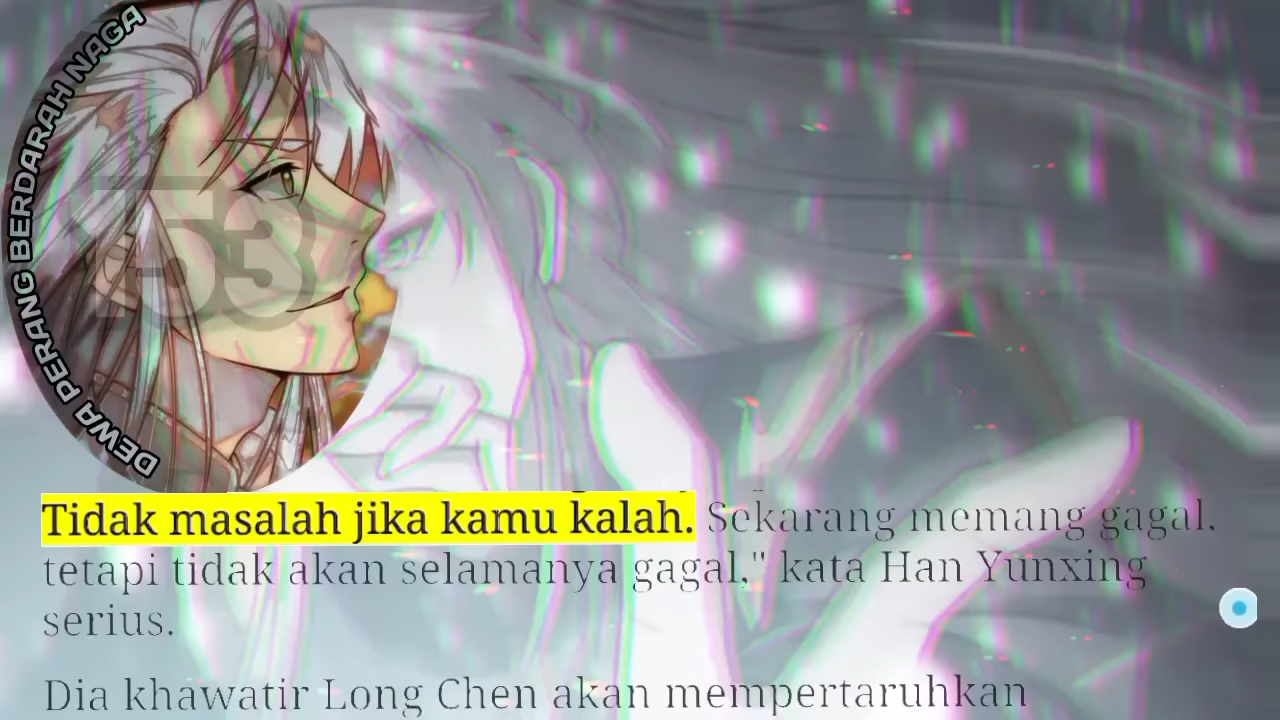 DEWA PERANG BERDARAH NAGA
153
Tidak masalah jika kamu kalah. Sekarang memang gagal,
tetapi tidak akan selamanya gagal," kata Han Yunxing
serius.
Dia khawatir Long Chen akan mempertaruhkan